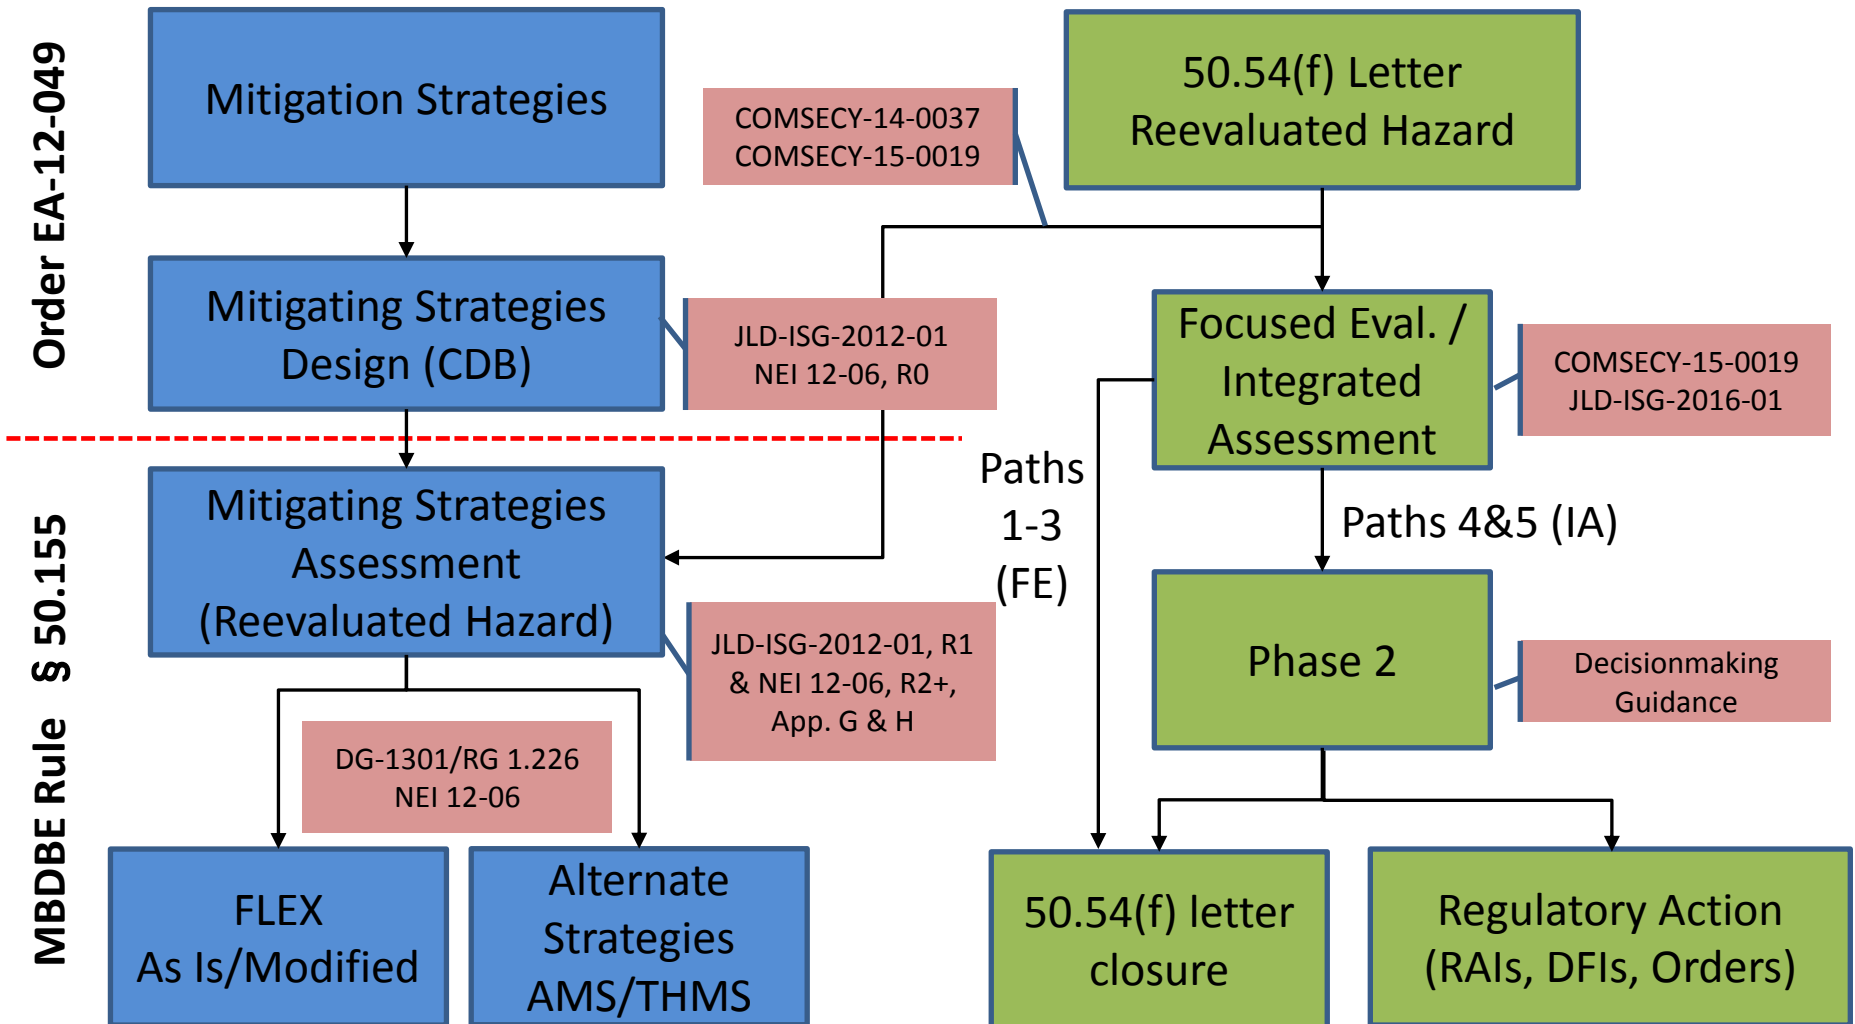 Order EA-12-049
MBDBE Rule § 50.155
Mitigation Strategies
COMSECY-14-0037
COMSECY-15-0019
50.54(f) Letter
Reevaluated Hazard
Mitigating Strategies
Design (CDB)
JLD-ISG-2012-01
NEI 12-06, R0
Focused Eval. /
Integrated
Assessment
COMSECY-15-0019
JLD-ISG-2016-01
Mitigating Strategies
Assessment
(Reevaluated Hazard)
JLD-ISG-2012-01, R1
& NEI 12-06, R2+,
App. G & H
Paths
1-3
(FE)
Paths 4&5 (IA)
Phase 2
Decisionmaking
Guidance
DG-1301/RG 1.226
NEI 12-06
FLEX
As Is/Modified
Alternate
Strategies
AMS/THMS
50.54(f) letter
closure
Regulatory Action
(RAIs, DFIs, Orders)